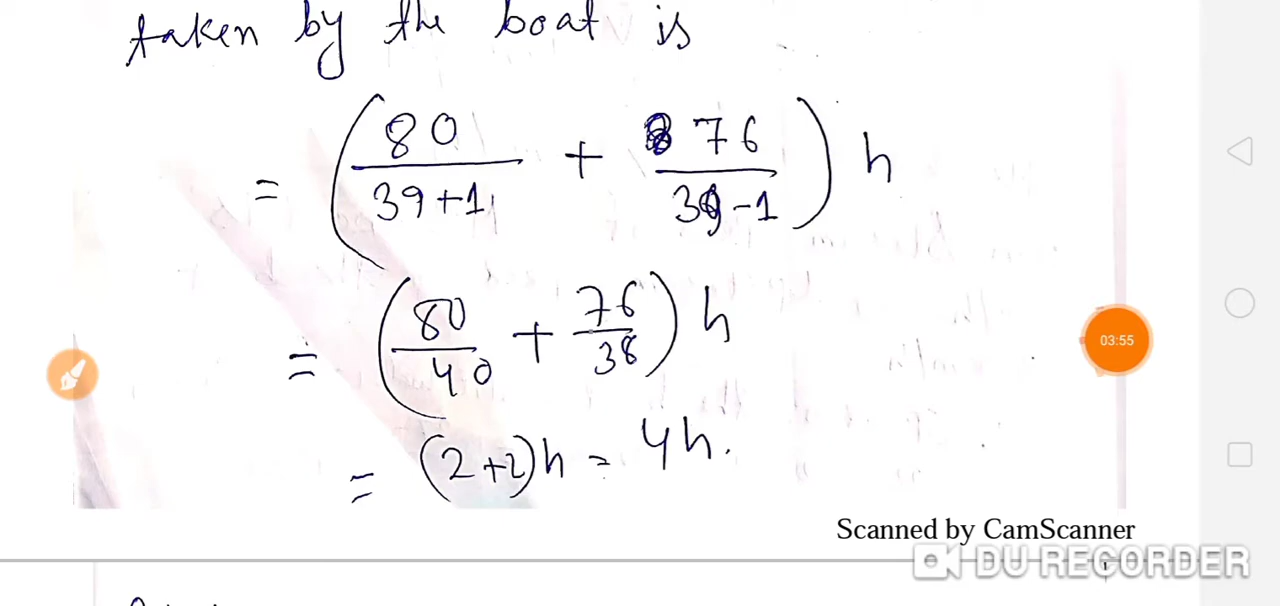 taken by the boat is
= (80/39+1 + 76/39-1) h
= (80/40 + 76/38) h
= (2+2)h = 4h.
03:55
Scanned by CamScanner
DU RECORDER